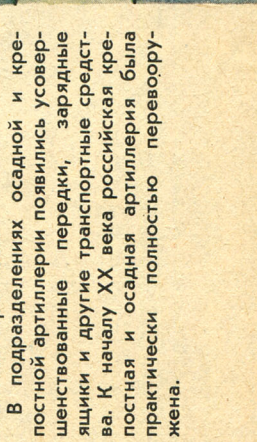 В подразделениях осадной и кре-
постной артиллерии появились усовер-
шенствованные передки, зарядные
ящики и другие транспортные средст-
ва. К началу XX века российская кре-
постная и осадная артиллерия была
практически полностью перевоору-
жена.